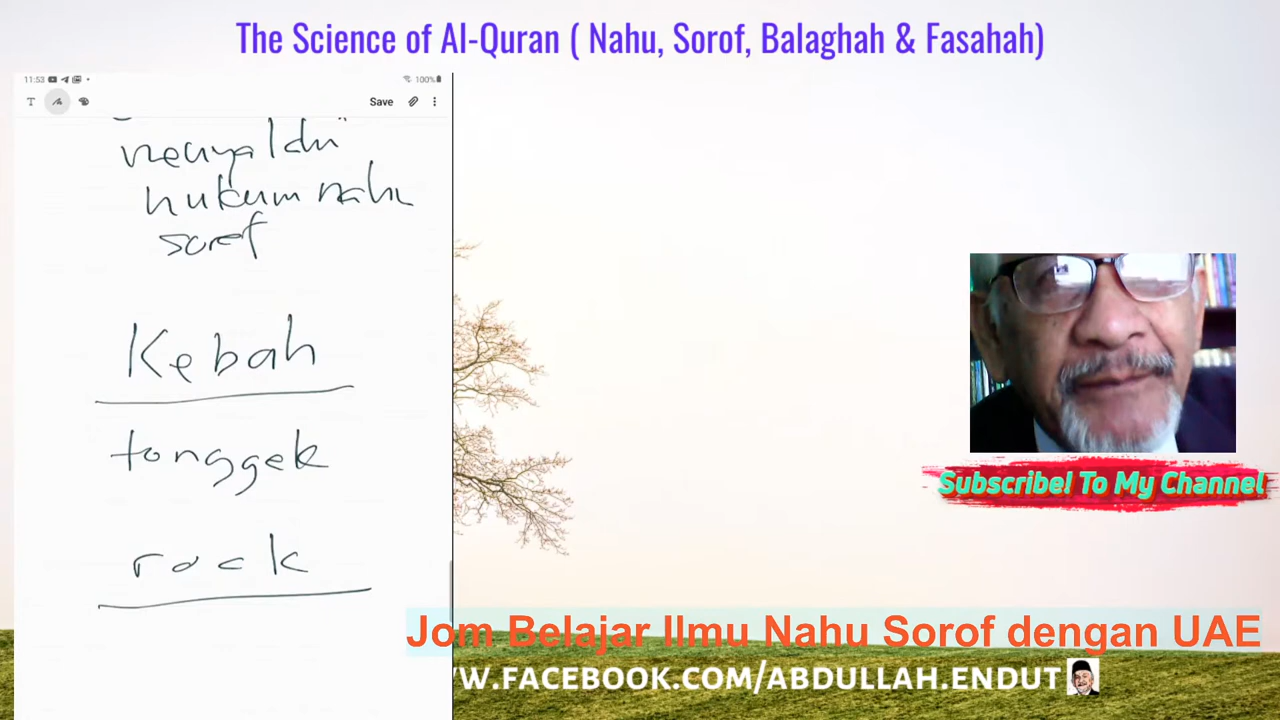 The Science of Al-Quran ( Nahu, Sorof, Balaghah & Fasahah)
11:53
100%
T
Save
menyalahi
hukum nahu
sorof
Kebah
tonggek
rock
Subscribe! To My Channel
Jom Belajar Ilmu Nahu Sorof dengan UAE
W.FACEBOOK.COM/ABDULLAH.ENDUT